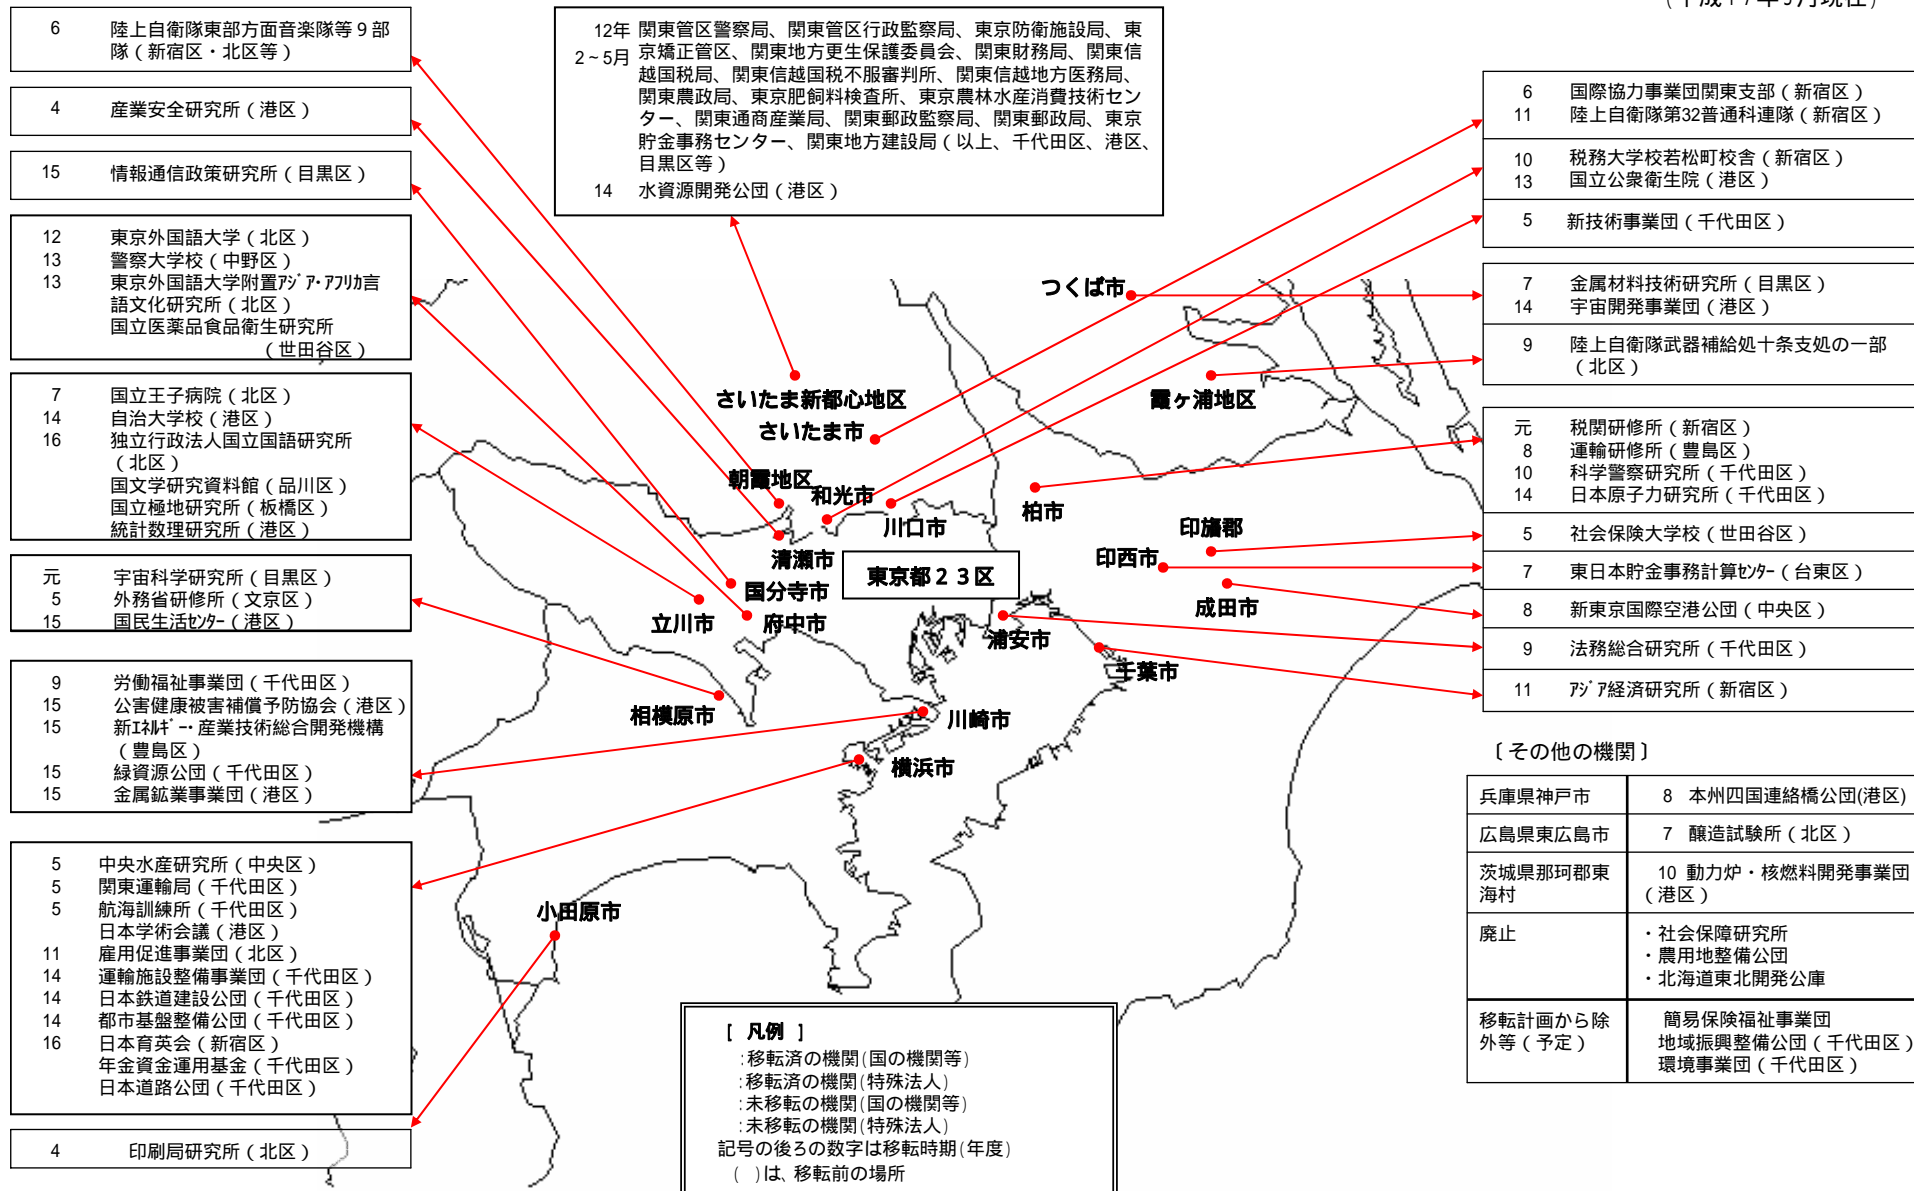 6 陸上自衛隊東部方面音楽隊等９部
隊（新宿区・北区等）
4 産業安全研究所（港区）
15 情報通信政策研究所（目黒区）
12 東京外国語大学（北区）
13 警察大学校（中野区）
13 東京外国語大学附置ｱｼﾞｱ･ｱﾌﾘｶ言
語文化研究所（北区）
国立医薬品食品衛生研究所
（世田谷区）
7 国立王子病院（北区）
14 自治大学校（港区）
16 独立行政法人国立国語研究所
（北区）
国文学研究資料館（品川区）
国立極地研究所（板橋区）
統計数理研究所（港区）
元 宇宙科学研究所（目黒区）
5 外務省研修所（文京区）
15 国民生活ｾﾝﾀｰ（港区）
9 労働福祉事業団（千代田区）
15 公害健康被害補償予防協会（港区）
15 新ｴﾈﾙｷﾞｰ･産業技術総合開発機構
（豊島区）
15 緑資源公団（千代田区）
15 金属鉱業事業団（港区）
5 中央水産研究所（中央区）
5 関東運輸局（千代田区）
5 航海訓練所（千代田区）
日本学術会議（港区）
11 雇用促進事業団（北区）
14 運輸施設整備事業団（千代田区）
14 日本鉄道建設公団（千代田区）
14 都市基盤整備公団（千代田区）
16 日本育英会（新宿区）
年金資金運用基金（千代田区）
日本道路公団（千代田区）
4 印刷局研究所（北区）
12年 関東管区警察局、関東管区行政監察局、東京防衛施設局、東
2～5月 京矯正管区、関東地方更生保護委員会、関東財務局、関東信
越国税局、関東信越国税不服審判所、関東信越地方医務局、
関東農政局、東京肥飼料検査所、東京農林水産消費技術セン
ター、関東通商産業局、関東郵政監察局、関東郵政局、東京
貯金事務センター、関東地方建設局（以上、千代田区、港区、
目黒区等）
14 水資源開発公団（港区）
つくば市
さいたま新都心地区
霞ヶ浦地区
さいたま市
朝霞地区
和光市
川口市
柏市
印旛郡
清瀬市
東京都２３区
印西市
国分寺市
成田市
立川市
府中市
浦安市
千葉市
相模原市
川崎市
横浜市
小田原市
[ 凡例 ]
:移転済の機関(国の機関等)
:移転済の機関(特殊法人)
:未移転の機関(国の機関等)
:未移転の機関(特殊法人)
記号の後ろの数字は移転時期(年度)
( )は、移転前の場所
6 国際協力事業団関東支部（新宿区）
11 陸上自衛隊第32普通科連隊（新宿区）
10 税務大学校若松町校舎（新宿区）
13 国立公衆衛生院（港区）
5 新技術事業団（千代田区）
7 金属材料技術研究所（目黒区）
14 宇宙開発事業団（港区）
9 陸上自衛隊武器補給処十条支処の一部
（北区）
元 税関研修所（新宿区）
8 運輸研修所（豊島区）
10 科学警察研究所（千代田区）
14 日本原子力研究所（千代田区）
5 社会保険大学校（世田谷区）
7 東日本貯金事務計算ｾﾝﾀｰ（台東区）
8 新東京国際空港公団（中央区）
9 法務総合研究所（千代田区）
11 ｱｼﾞｱ経済研究所（新宿区）
〔その他の機関〕
兵庫県神戸市 8 本州四国連絡橋公団(港区)
広島県東広島市 7 醸造試験所（北区）
茨城県那珂郡東 10 動力炉・核燃料開発事業団
海村 （港区）
廃止 ・社会保障研究所
・農用地整備公団
・北海道東北開発公庫
移転計画から除 簡易保険福祉事業団
外等（予定） 地域振興整備公団（千代田区）
環境事業団（千代田区）